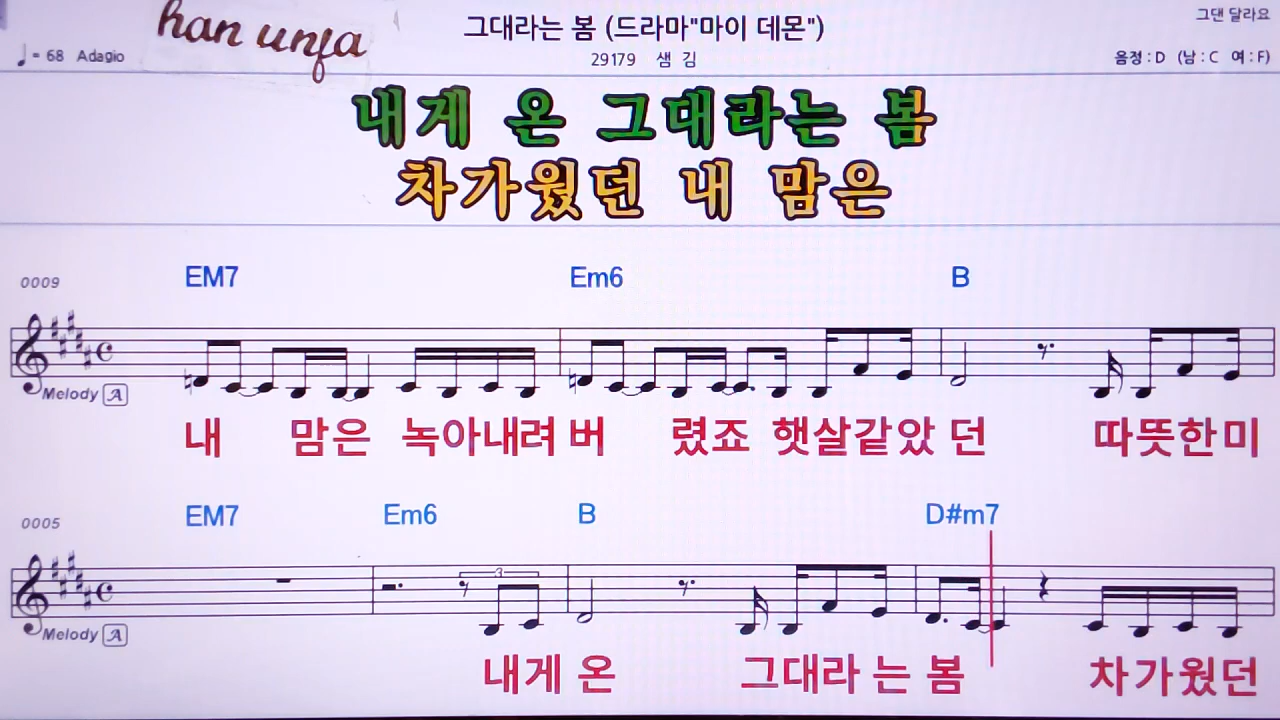 han unja
그대라는 봄 (드라마"마이 데몬")
그댄 달라요
♩= 68 Adagio
29179 샘 김
음정 : D (남 : C 여 : F)
내게 온 그대라는 봄
차가웠던 내 맘은
0009 EM7 Em6 B
Melody A
내 맘은 녹아내려 버 렸죠 햇살같았 던 따뜻한미
0005 EM7 Em6 B D#m7
3
Melody A
내게 온 그대라 는 봄 차가웠던